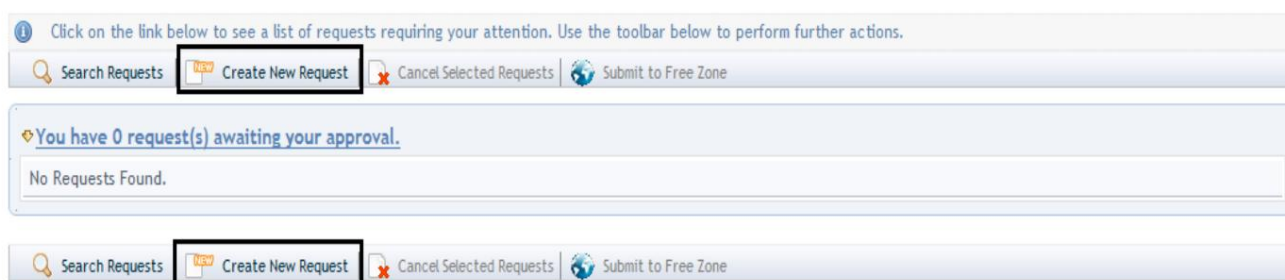 Click on the link below to see a list of requests requiring your attention. Use the toolbar below to perform further actions.
Search Requests NEW Create New Request Cancel Selected Requests Submit to Free Zone
You have 0 request(s) awaiting your approval.
No Requests Found.
Search Requests NEW Create New Request Cancel Selected Requests Submit to Free Zone